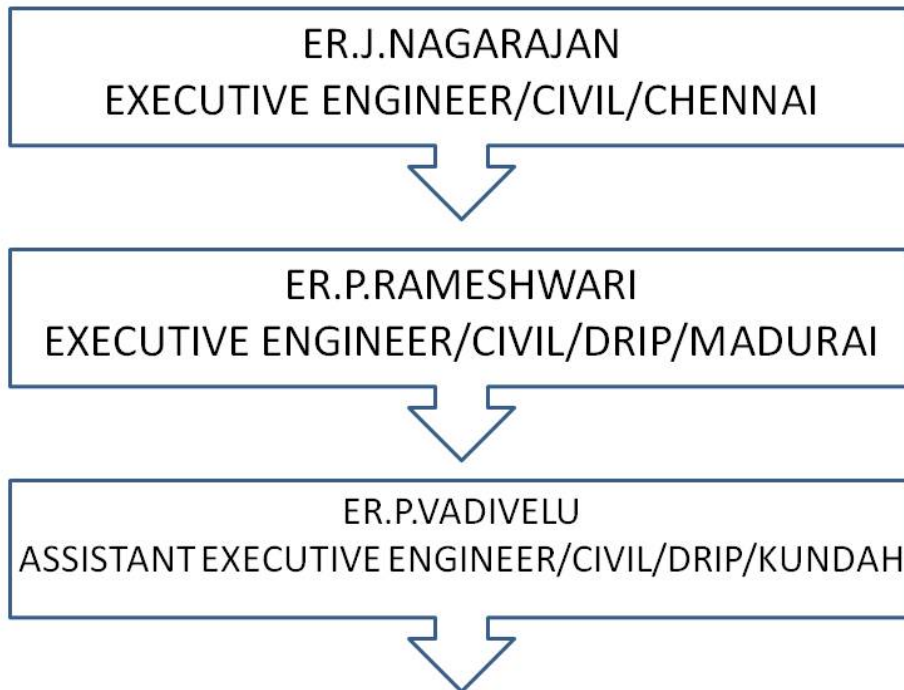 ER.J.NAGARAJAN
EXECUTIVE ENGINEER/CIVIL/CHENNAI
ER.P.RAMESHWARI
EXECUTIVE ENGINEER/CIVIL/DRIP/MADURAI
ER.P.VADIVELU
ASSISTANT EXECUTIVE ENGINEER/CIVIL/DRIP/KUNDAH